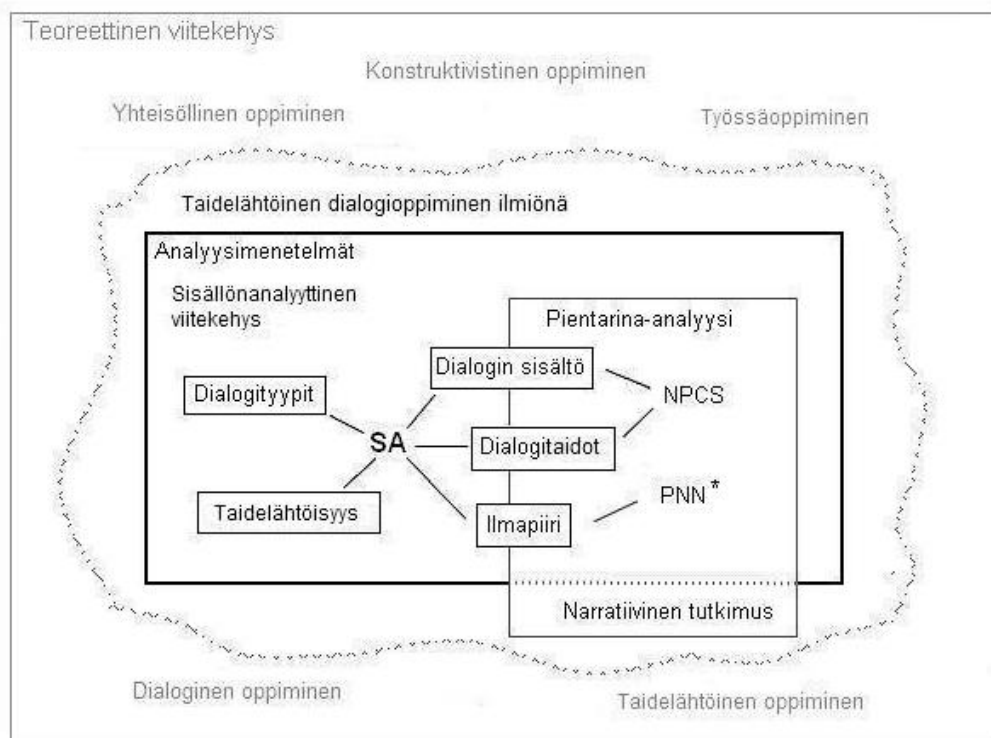 Teoreettinen viitekehys
Konstruktivistinen oppiminen
Yhteisöllinen oppiminen
Työssäoppiminen
Taidelähtöinen dialogioppiminen ilmiönä
Analyysimenetelmät
Sisällönanalyyttinen
viitekehys
Pientarina-analyysi
Dialogin sisältö
Dialogityypit
NPCS
SA
Dialogitaidot
Taidelähtöisyys
PNN*
Ilmapiiri
Narratiivinen tutkimus
Dialoginen oppiminen
Taidelähtöinen oppiminen